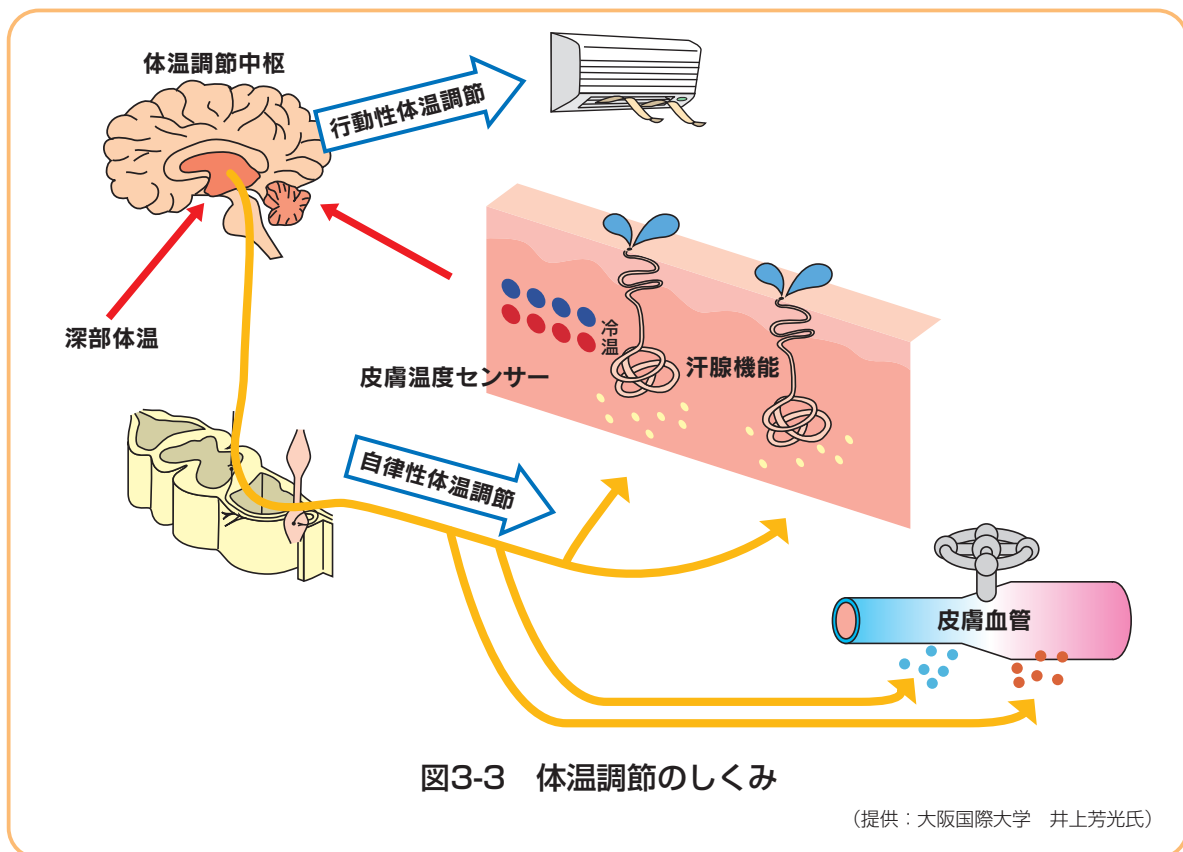 体温調節中枢
行動性体温調節
深部体温
冷
温
皮膚温度センサー
汗腺機能
自律性体温調節
皮膚血管
図3-3 体温調節のしくみ
(提供:大阪国際大学 井上芳光氏)